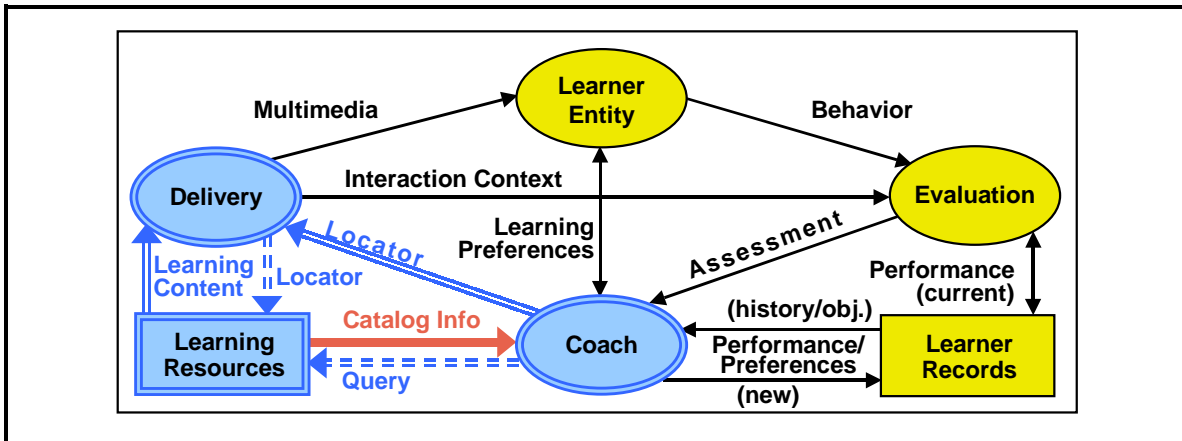 Learner
Entity
Multimedia
Behavior
Delivery
Interaction Context
Evaluation
Learning
Preferences
Locator
Assessment
Learning
Content
Locator
Performance
(current)
Learning
Resources
Catalog Info
Query
Coach
(history/obj.)
Performance/
Preferences
(new)
Learner
Records